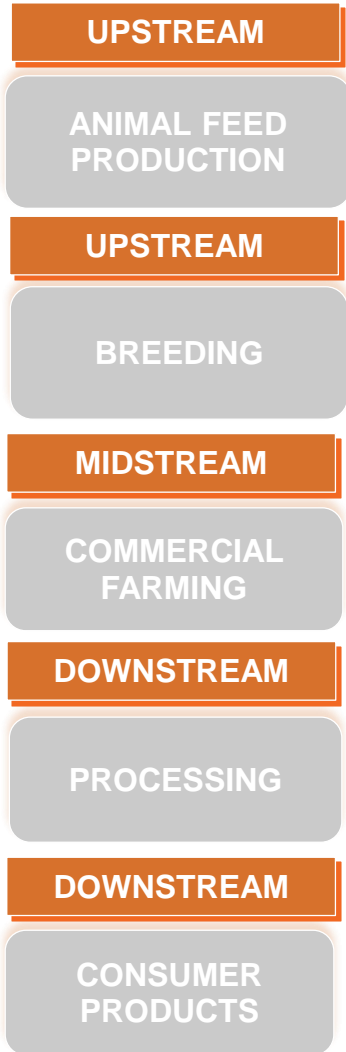 UPSTREAM
ANIMAL FEED
PRODUCTION
UPSTREAM
BREEDING
MIDSTREAM
COMMERCIAL
FARMING
DOWNSTREAM
PROCESSING
DOWNSTREAM
CONSUMER
PRODUCTS